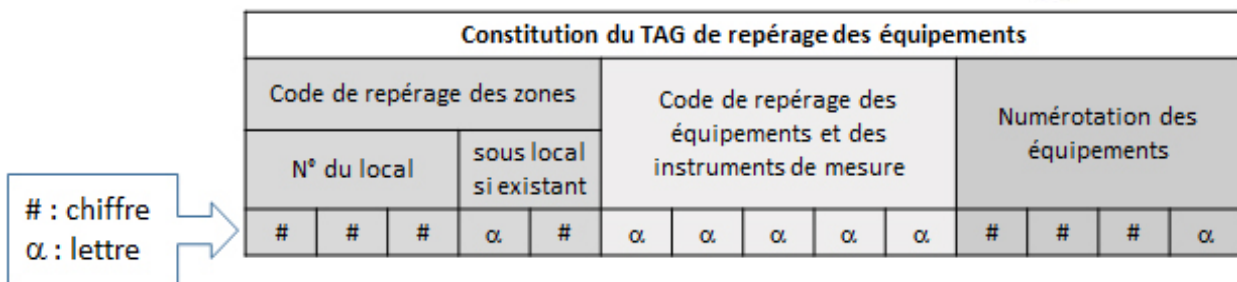 Constitution du TAG de repérage des équipements
Code de repérage des zones
Code de repérage des
équipements et des
instruments de mesure
Numérotation des
équipements
N° du local
sous local
si existant
# : chiffre
α : lettre
# # # α # α α α α α # # # α